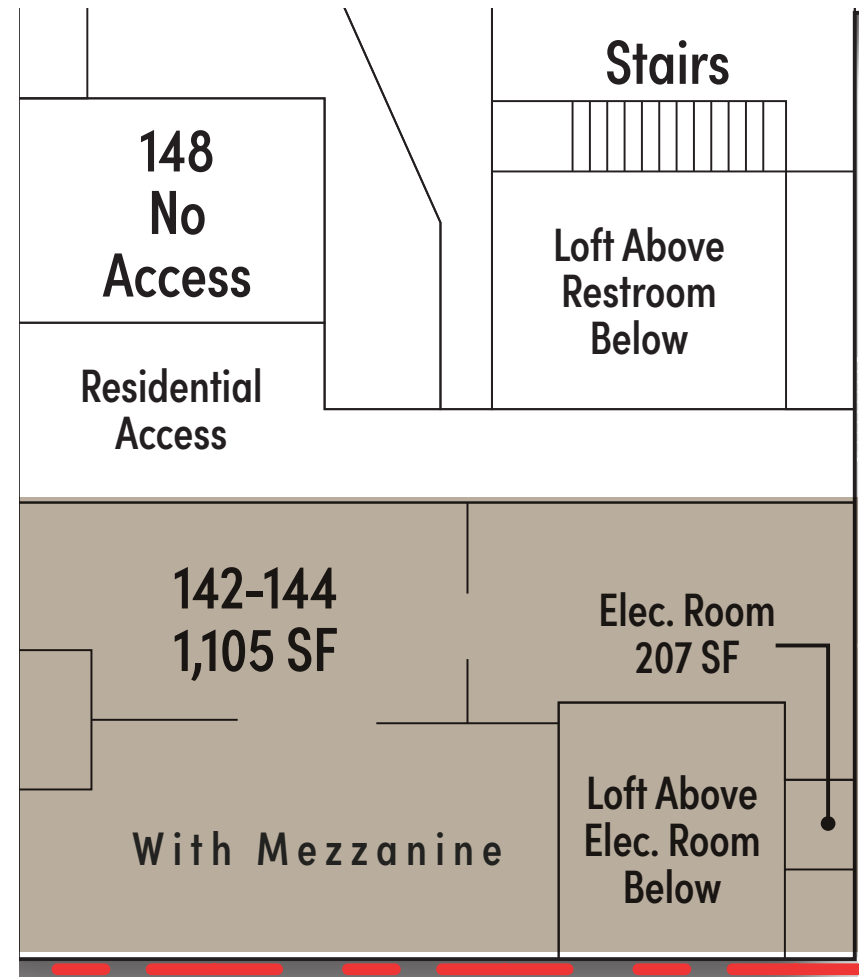 Stairs
148
No
Access
Loft Above
Restroom
Below
Residential
Access
142-144
1,105 SF
Elec. Room
207 SF
With Mezzanine
Loft Above
Elec. Room
Below